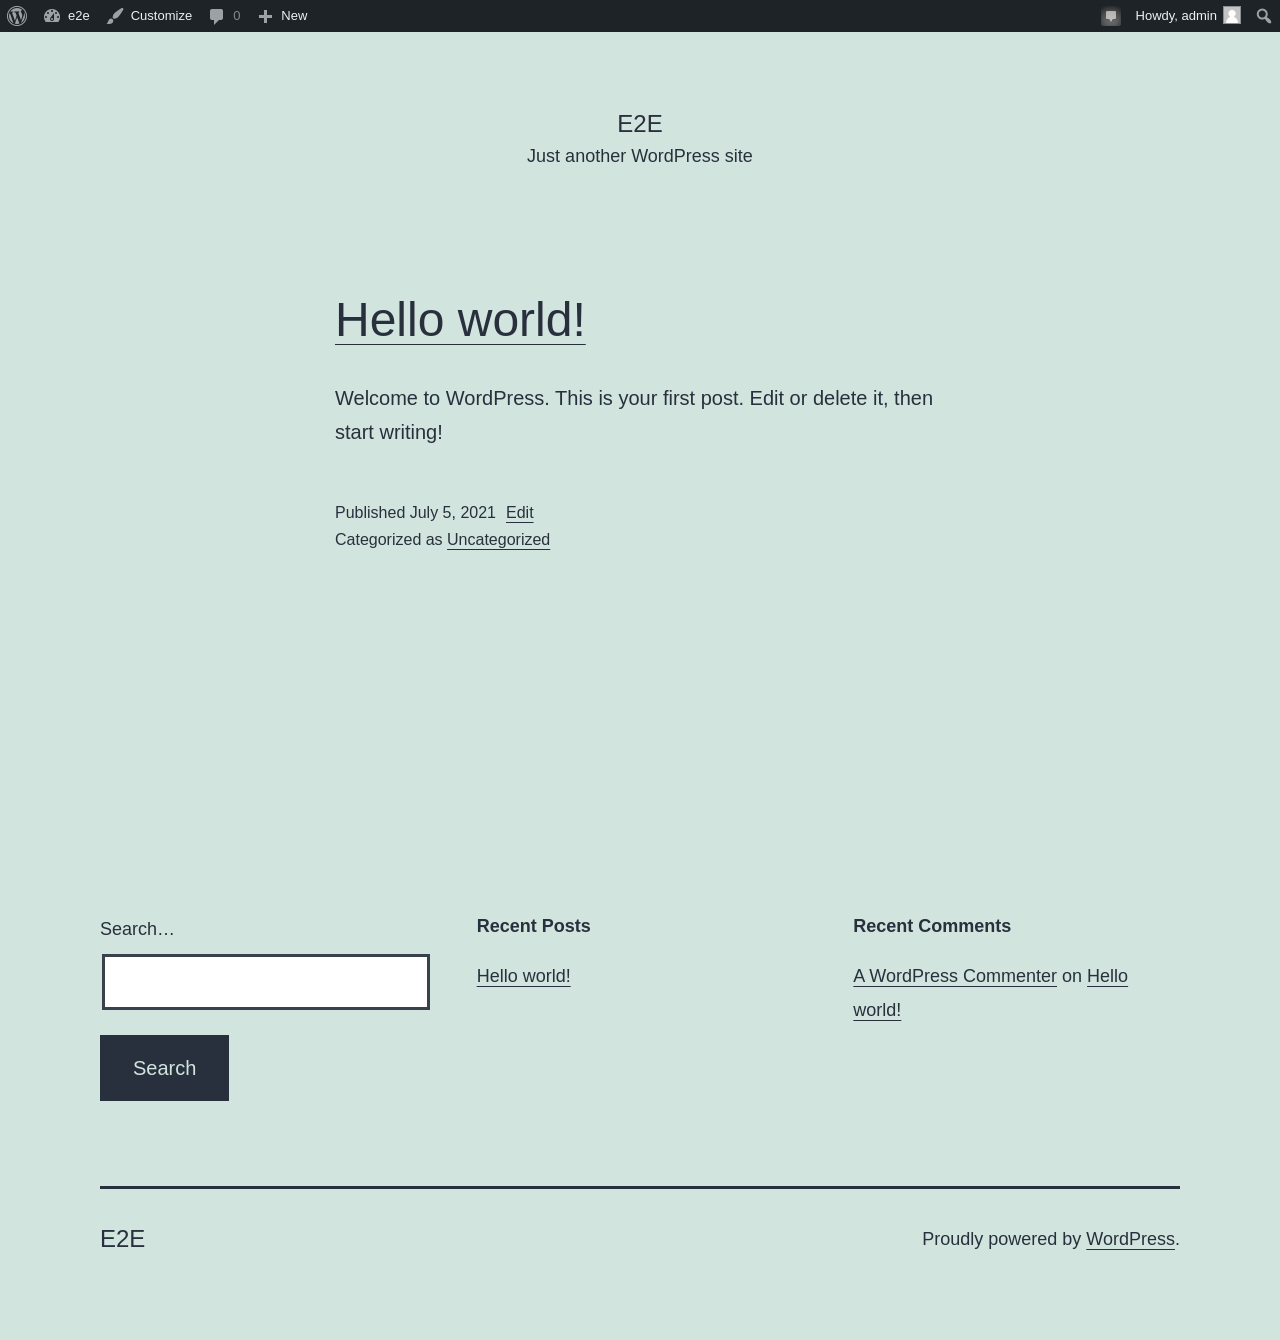 e2e Customize 0 New Howdy, admin
E2E
Just another WordPress site
Hello world!
Welcome to WordPress. This is your first post. Edit or delete it, then
start writing!
Published July 5, 2021 Edit
Categorized as Uncategorized
Search…
Search
Recent Posts
Hello world!
Recent Comments
A WordPress Commenter on Hello
world!
E2E
Proudly powered by WordPress.